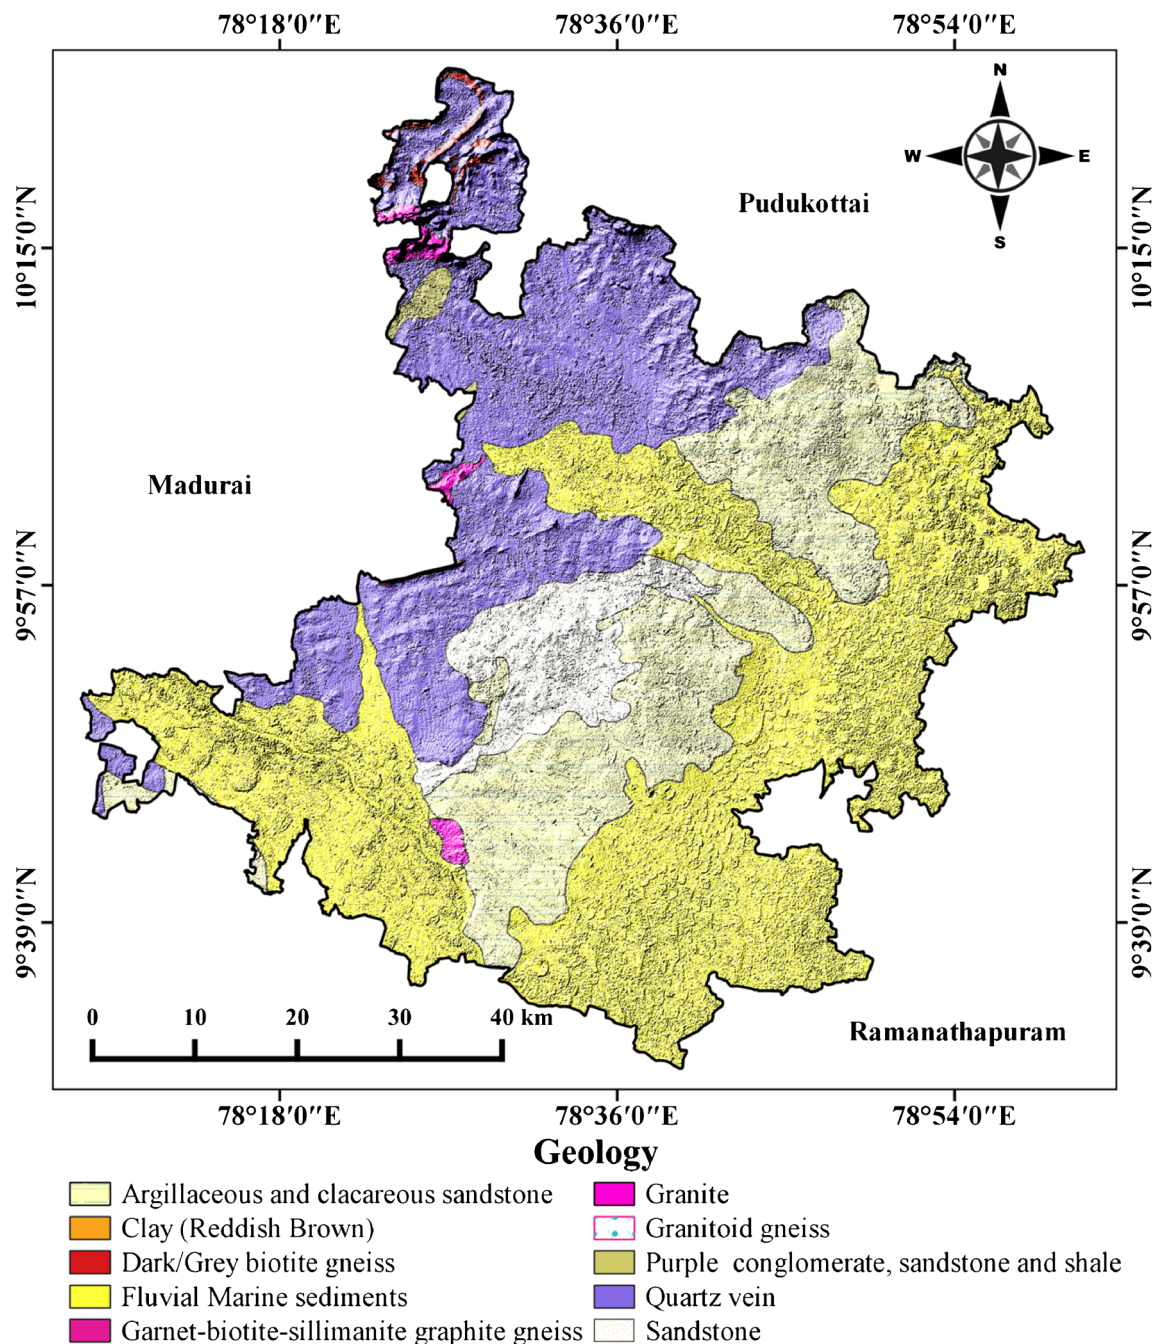 78°18'0"E 78°36'0"E 78°54'0"E
N
W E
S
Pudukottai
10°15'0"N 10°15'0"N
Madurai
9°57'0"N 9°57'0"N
9°39'0"N 9°39'0"N
0 10 20 30 40 km
Ramanathapuram
78°18'0"E 78°36'0"E 78°54'0"E
Geology
Argillaceous and clacareous sandstone
Clay (Reddish Brown)
Dark/Grey biotite gneiss
Fluvial Marine sediments
Garnet-biotite-sillimanite graphite gneiss
Granite
Granitoid gneiss
Purple conglomerate, sandstone and shale
Quartz vein
Sandstone